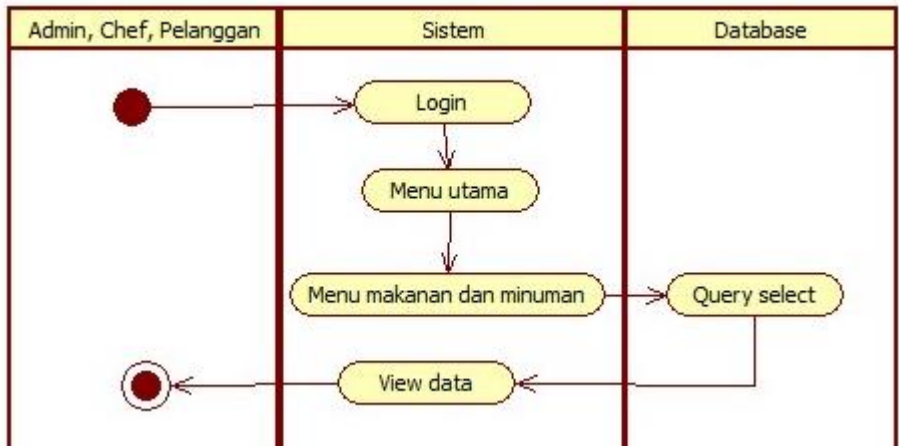 Admin, Chef, Pelanggan
Sistem
Database
Login
Menu utama
Menu makanan dan minuman
Query select
View data